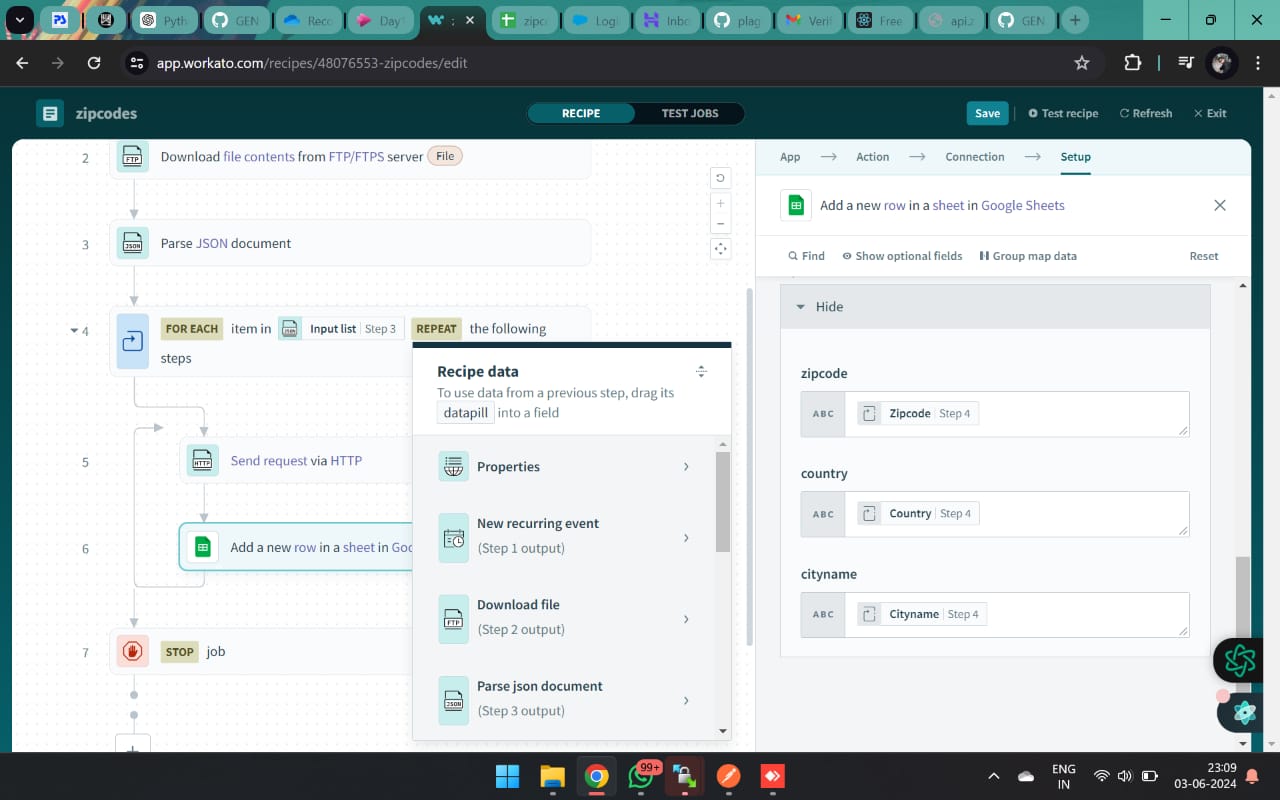 Pyth
GEN
Reco
Day
zipc
Logi
Inbo
plag
Verif
Free
api.z
GEN
app.workato.com/recipes/48076553-zipcodes/edit
zipcodes
RECIPE
TEST JOBS
Save
Test recipe
Refresh
Exit
2
FTP
Download file contents from FTP/FTPS server
File
3
JSON
Parse JSON document
4
FOR EACH item in
JSON
Input list Step 3
REPEAT the following
steps
5
HTTP
Send request via HTTP
6
Add a new row in a sheet in Goo
7
STOP job
Recipe data
To use data from a previous step, drag its
datapill into a field
Properties
New recurring event
(Step 1 output)
FTP
Download file
(Step 2 output)
JSON
Parse json document
(Step 3 output)
App
Action
Connection
Setup
Add a new row in a sheet in Google Sheets
Find
Show optional fields
Group map data
Reset
Hide
zipcode
ABC
Zipcode Step 4
country
ABC
Country Step 4
cityname
ABC
Cityname Step 4
99+
ENG
IN
23:09
03-06-2024